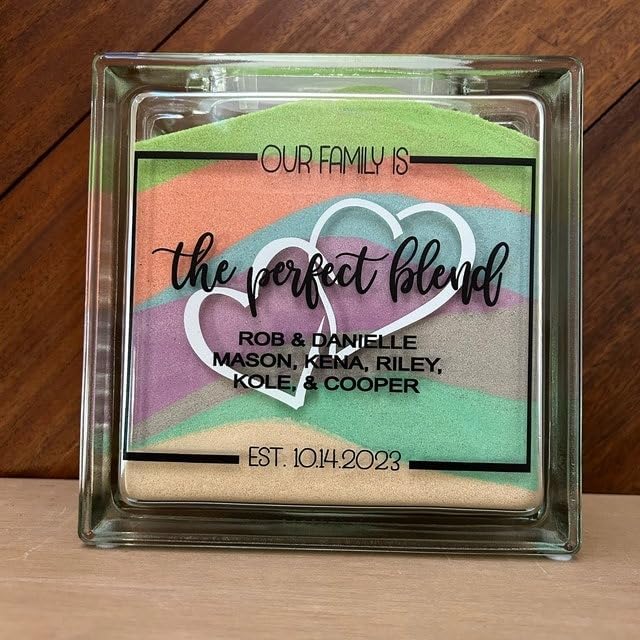 OUR FAMILY IS
the perfect blend
ROB & DANIELLE
MASON, KENA, RILEY,
KOLE, & COOPER
EST. 10.14.2023